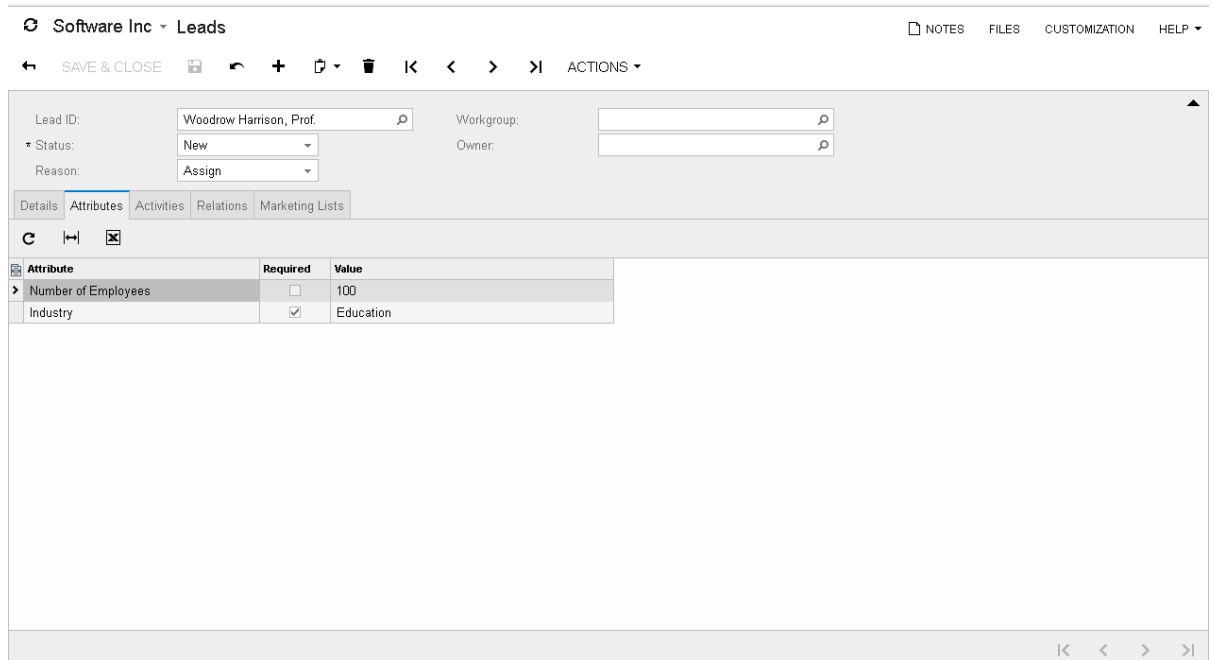 Software Inc Leads
NOTES FILES CUSTOMIZATION HELP
SAVE & CLOSE ACTIONS
Lead ID: Woodrow Harrison, Prof. Workgroup:
* Status: New Owner:
Reason: Assign
Details Attributes Activities Relations Marketing Lists
Attribute Required Value
Number of Employees 100
Industry Education